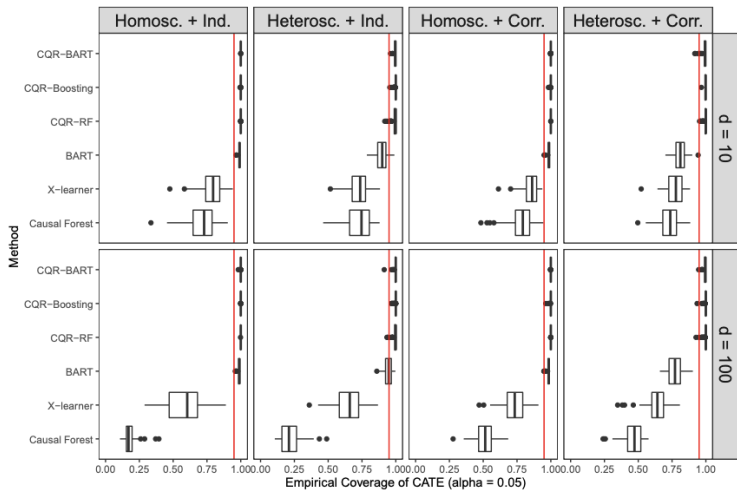 Homosc. + Ind. Heterosc. + Ind. Homosc. + Corr. Heterosc. + Corr.
CQR−BART
CQR−Boosting
CQR−RF
BART
X−learner
Causal Forest
d = 10
Method
CQR−BART
CQR−Boosting
CQR−RF
BART
X−learner
Causal Forest
d = 100
0.00 0.25 0.50 0.75 1.00 0.00 0.25 0.50 0.75 1.00 0.00 0.25 0.50 0.75 1.00 0.00 0.25 0.50 0.75 1.00
Empirical Coverage of CATE (alpha = 0.05)